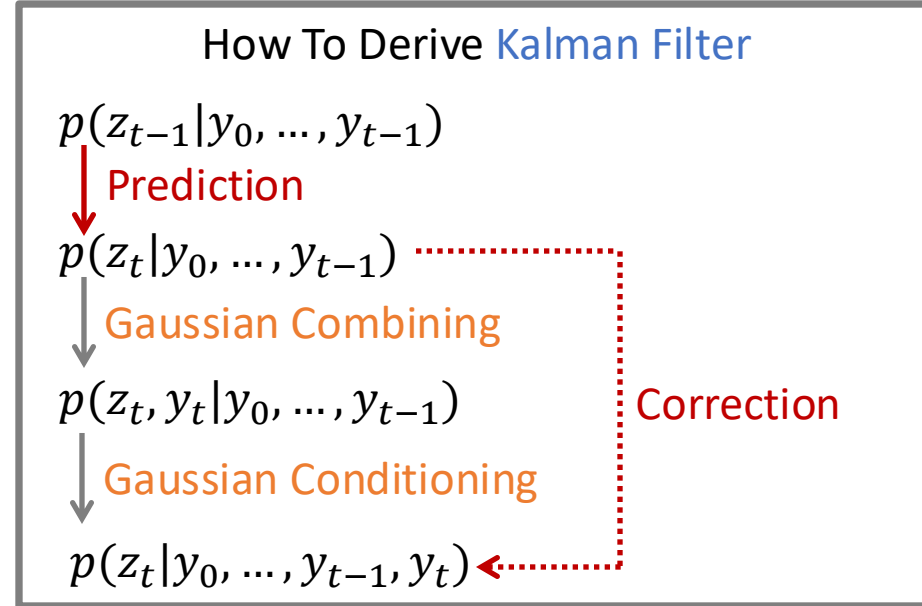 How To Derive Kalman Filter
p(z_{t−1}|y_0, … , y_{t−1})
Prediction
p(z_t|y_0, … , y_{t−1})
Gaussian Combining
p(z_t, y_t|y_0, … , y_{t−1})
Correction
Gaussian Conditioning
p(z_t|y_0, … , y_{t−1}, y_t)